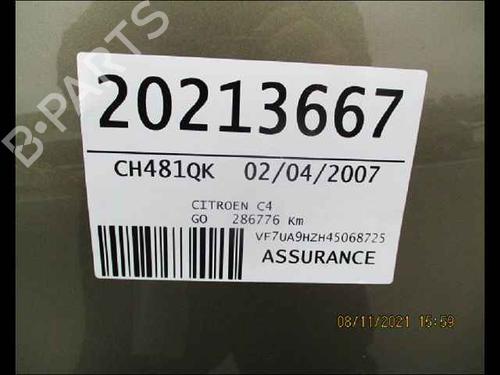 B-PARTS
20213667
CH481QK 02/04/2007
CITROEN C4
GO 286776 Km
VF7UA9HZH45068725
ASSURANCE
08/11/2021 15:59